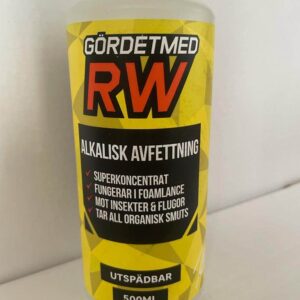 GÖRDETMED
RW
ALKALISK AVFETTNING
SUPERKONCENTRAT
FUNGERAR I FOAMLANCE
MOT INSEKTER & FLUGOR
TAR ALL ORGANISK SMUTS
UTSPÄDBAR
500ML